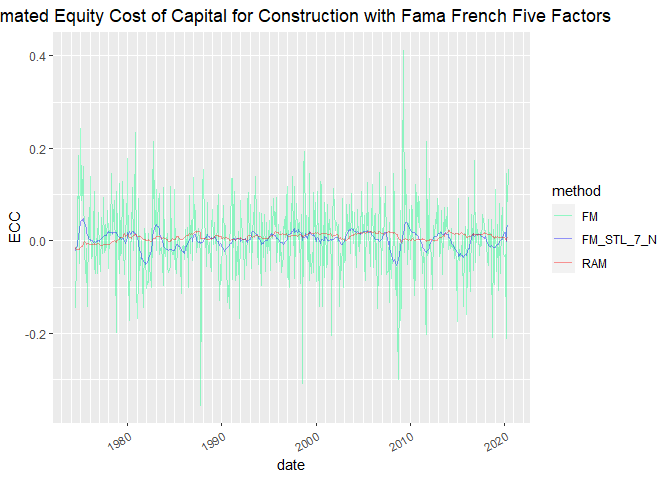 mated Equity Cost of Capital for Construction with Fama French Five Factors
0.4
0.2
0.0
-0.2
ECC
1980
1990
2000
2010
2020
date
method
FM
FM_STL_7_N
RAM